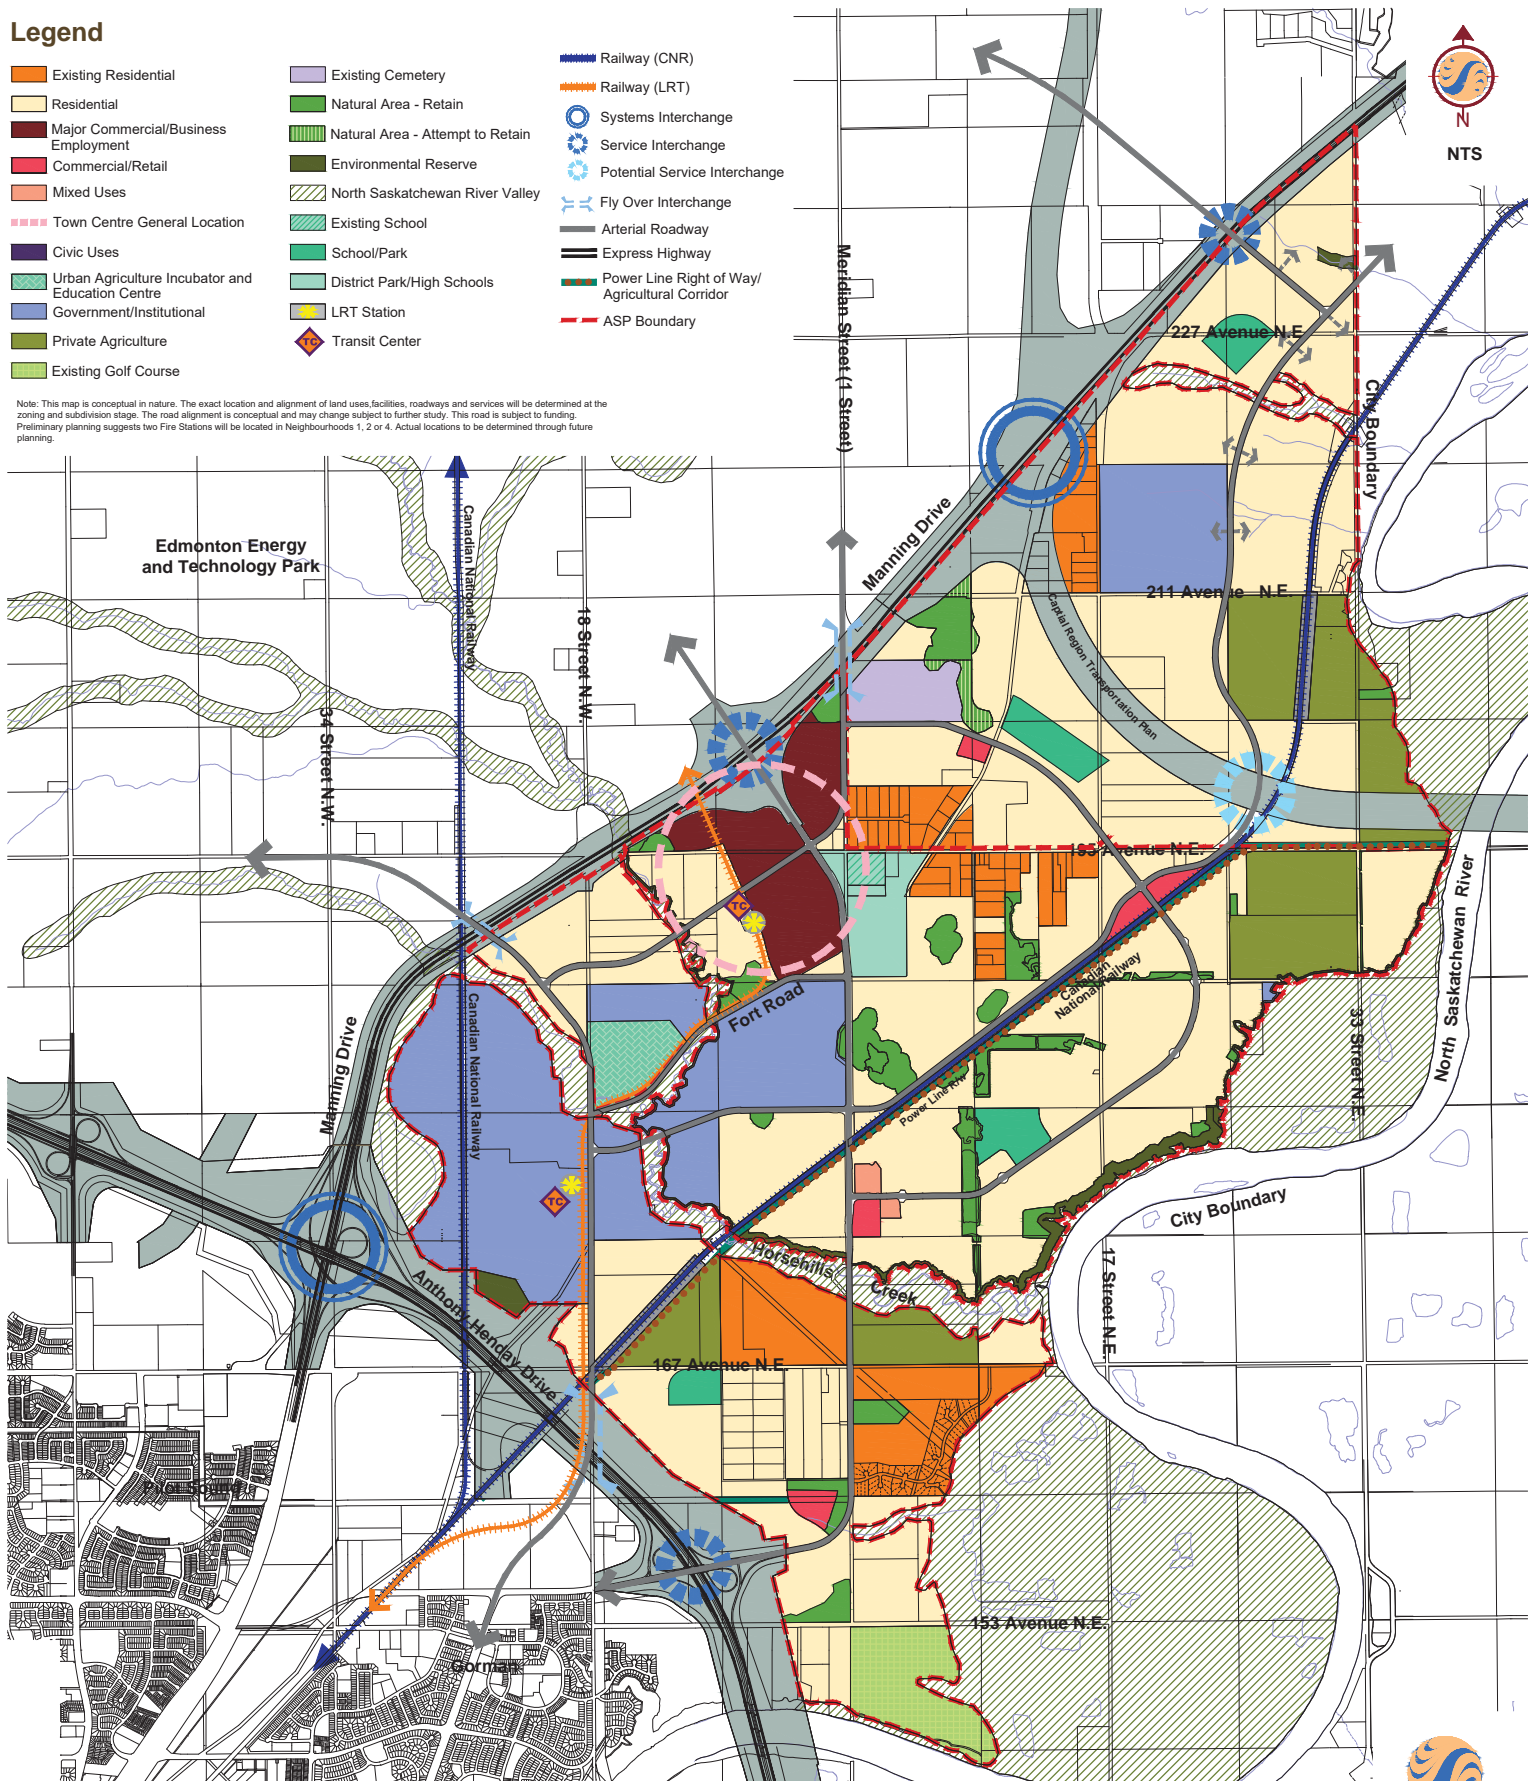 Legend
Existing Residential
Residential
Major Commercial/Business
Employment
Commercial/Retail
Mixed Uses
Town Centre General Location
Civic Uses
Urban Agriculture Incubator and
Education Centre
Government/Institutional
Private Agriculture
Existing Golf Course
Existing Cemetery
Natural Area - Retain
Natural Area - Attempt to Retain
Environmental Reserve
North Saskatchewan River Valley
Existing School
School/Park
District Park/High Schools
LRT Station
TC
Transit Center
Railway (CNR)
Railway (LRT)
Systems Interchange
Service Interchange
Potential Service Interchange
Fly Over Interchange
Arterial Roadway
Express Highway
Power Line Right of Way/
Agricultural Corridor
ASP Boundary
Note: This map is conceptual in nature. The exact location and alignment of land uses,facilities, roadways and services will be determined at the
zoning and subdivision stage. The road alignment is conceptual and may change subject to further study. This road is subject to funding.
Preliminary planning suggests two Fire Stations will be located in Neighbourhoods 1, 2 or 4. Actual locations to be determined through future
planning.
N
NTS
Meridian Street (1 Street)
227 Avenue N.E.
City Boundary
Manning Drive
Edmonton Energy
and Technology Park
Canadian National Railway
18 Street N.W.
34 Street N.W.
211 Avenue N.E.
Captial Region Transportation Plan
193 Avenue N.E.
TC
Fort Road
Canadian
National Railway
Power Line R/W
North Saskatchewan River
33 Street N.E.
Manning Drive
Canadian National Railway
TC
City Boundary
17 Street N.E.
Horsehills
Creek
Anthony Henday Drive
167 Avenue N.E.
Pilot Sound
153 Avenue N.E.
Gorman